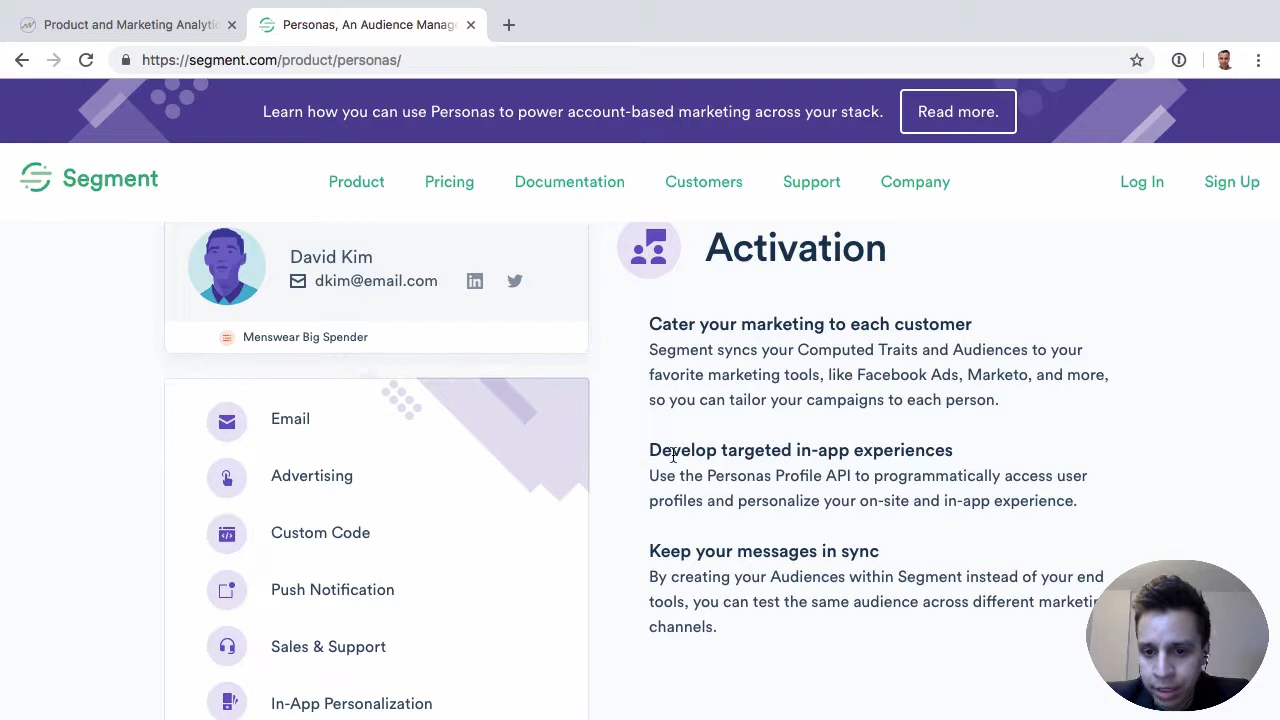 Product and Marketing Analytic
Personas, An Audience Manage
https://segment.com/product/personas/
Learn how you can use Personas to power account-based marketing across your stack.
Read more.
Segment
Product
Pricing
Documentation
Customers
Support
Company
Log In
Sign Up
David Kim
dkim@email.com
Menswear Big Spender
Email
Advertising
Custom Code
Push Notification
Sales & Support
In-App Personalization
Activation
Cater your marketing to each customer
Segment syncs your Computed Traits and Audiences to your
favorite marketing tools, like Facebook Ads, Marketo, and more,
so you can tailor your campaigns to each person.
Develop targeted in-app experiences
Use the Personas Profile API to programmatically access user
profiles and personalize your on-site and in-app experience.
Keep your messages in sync
By creating your Audiences within Segment instead of your end
tools, you can test the same audience across different marketin
channels.